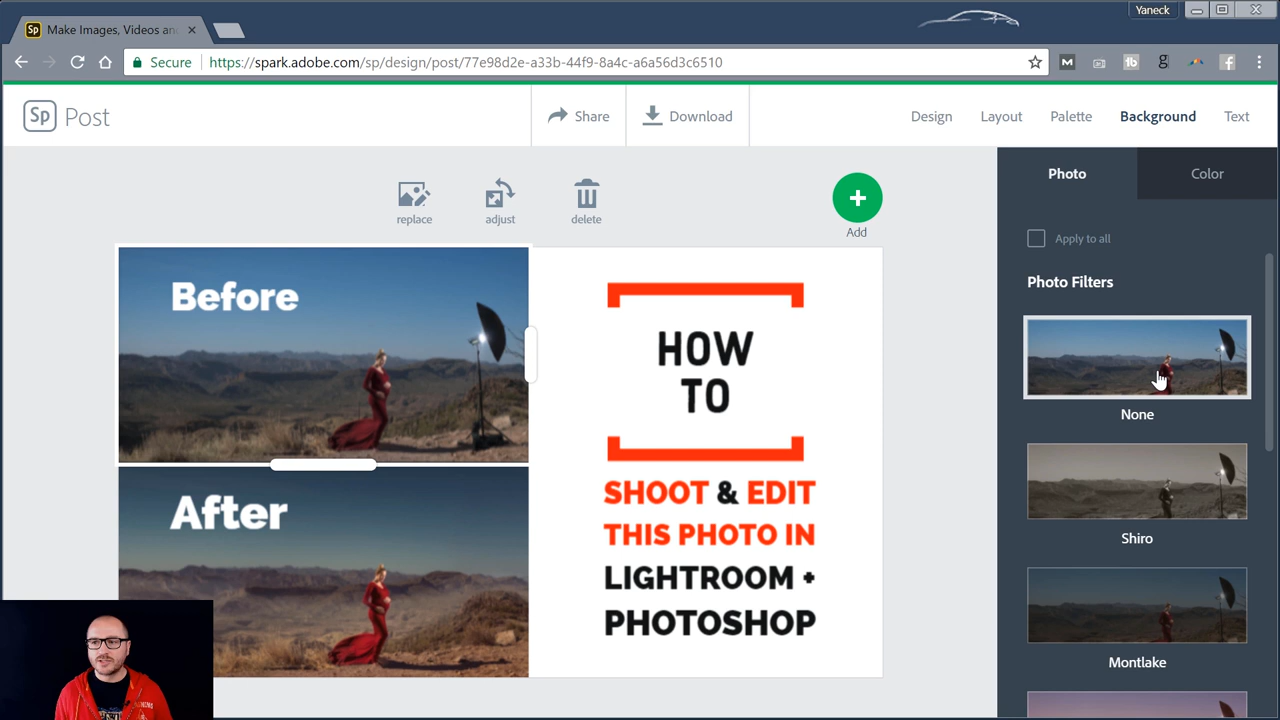 Yaneck
Sp Make Images, Videos an
Secure https://spark.adobe.com/sp/design/post/77e98d2e-a33b-44f9-8a4c-a6a56d3c6510
M 1b g f
Sp Post Share Download Design Layout Palette Background Text
Photo Color
replace adjust delete Add
Apply to all
Photo Filters
Before
After
HOW
TO
SHOOT & EDIT
THIS PHOTO IN
LIGHTROOM +
PHOTOSHOP
None
Shiro
Montlake